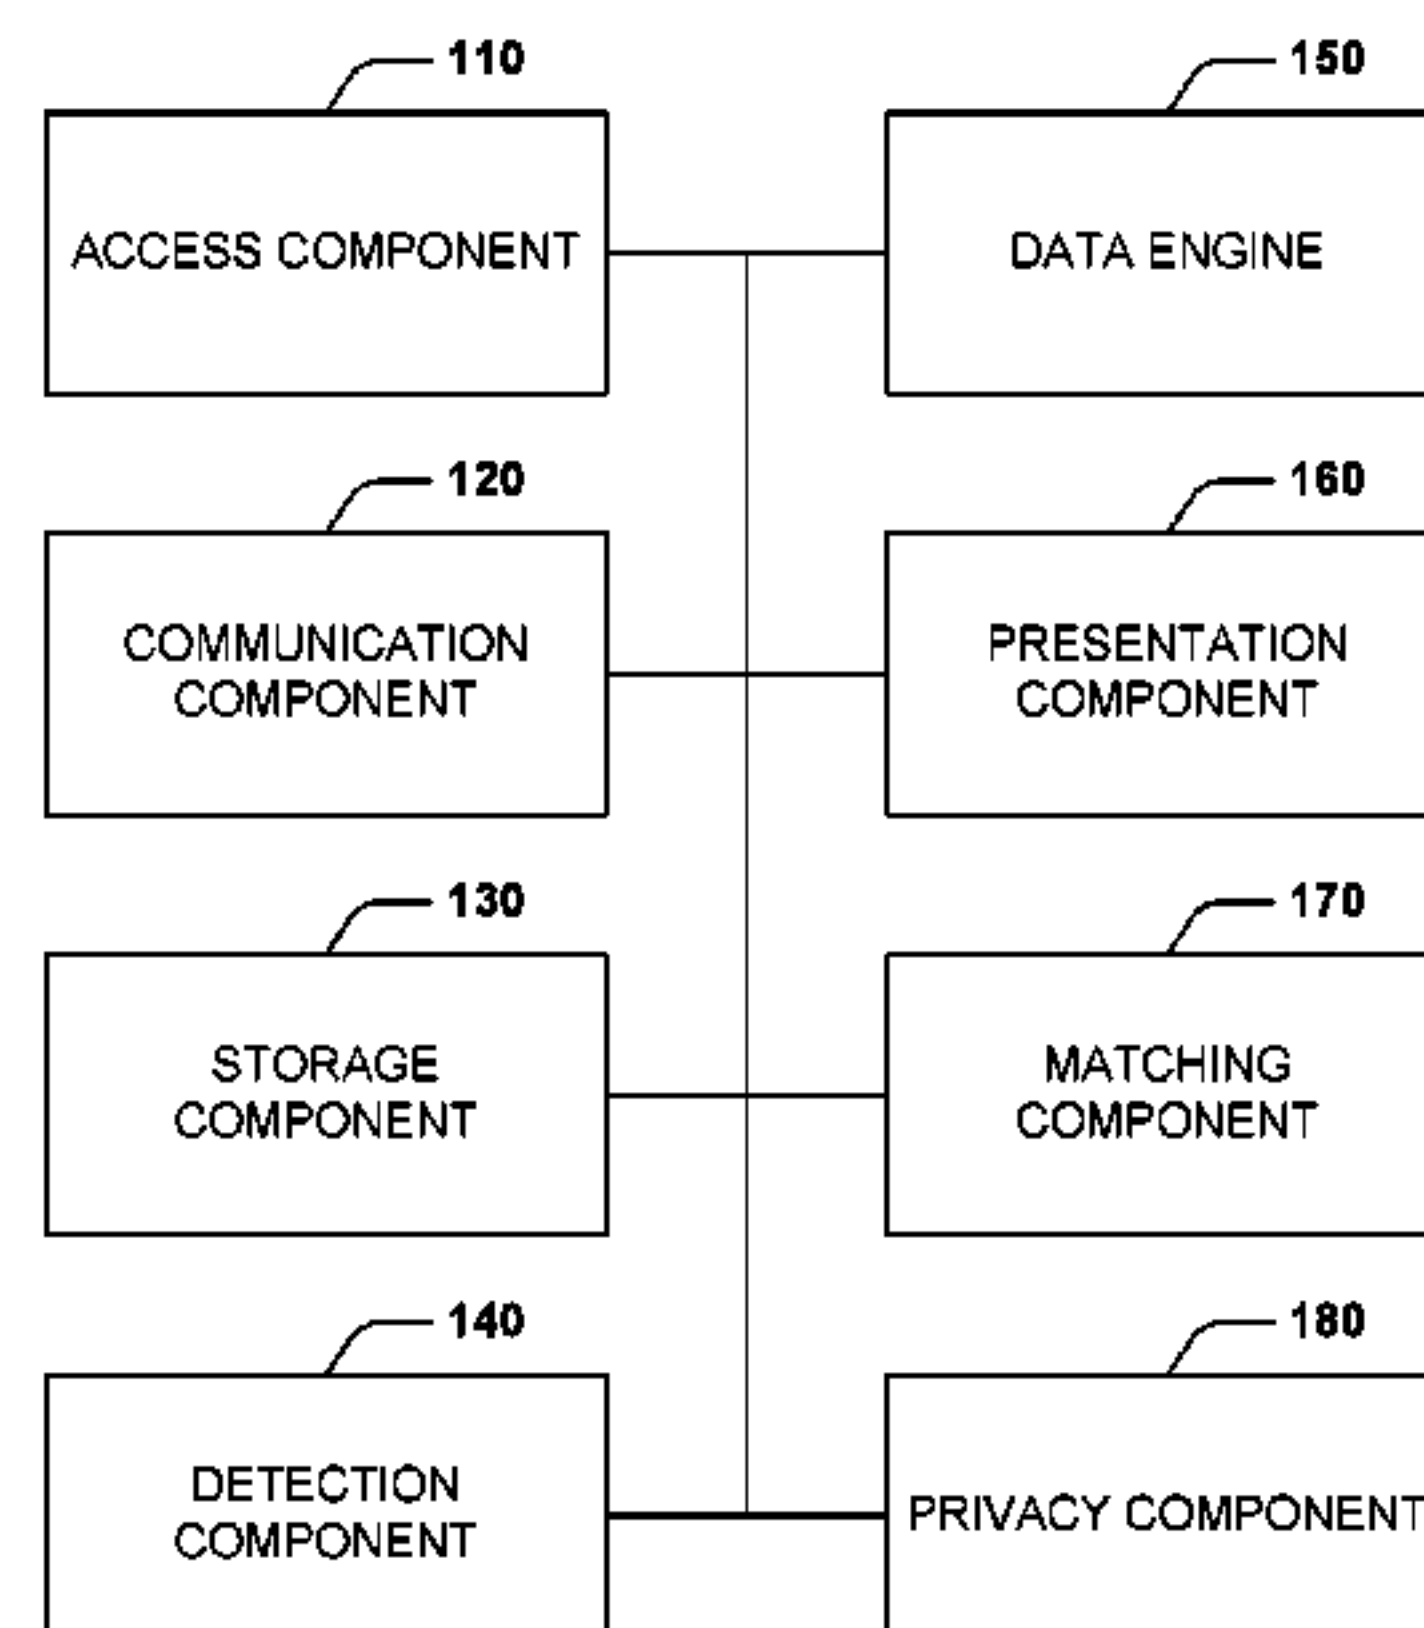 110
150
ACCESS COMPONENT
DATA ENGINE
120
160
COMMUNICATION
COMPONENT
PRESENTATION
COMPONENT
130
170
STORAGE
COMPONENT
MATCHING
COMPONENT
140
180
DETECTION
COMPONENT
PRIVACY COMPONENT